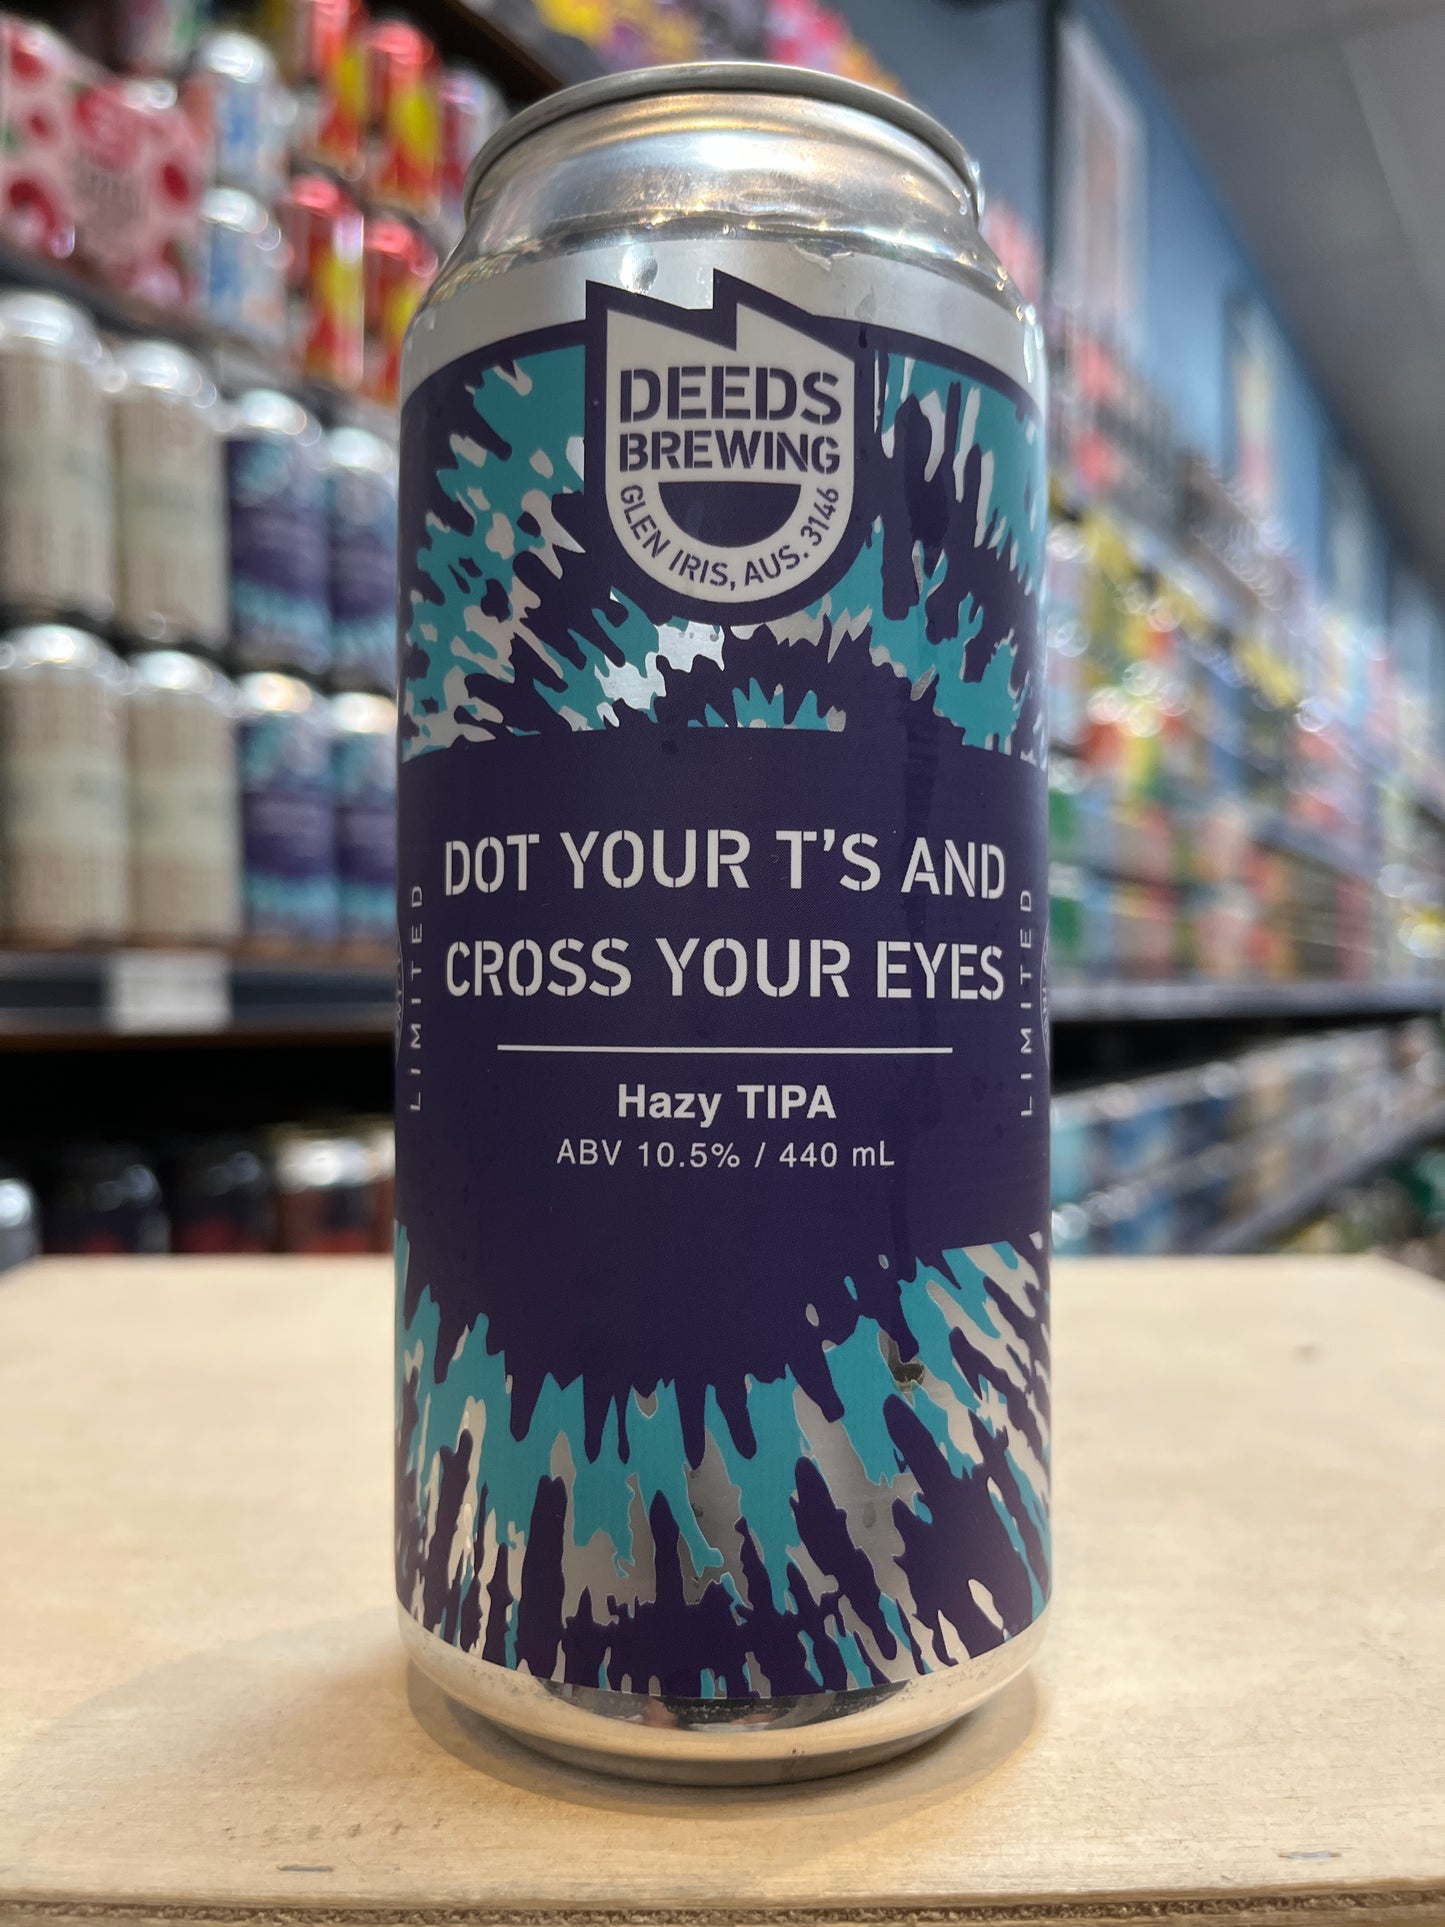 DEEDS
BREWING
GLEN IRIS, AUS. 3146
DOT YOUR T'S AND
CROSS YOUR EYES
LIMITED
LIMITED
Hazy TIPA
ABV 10.5% / 440 mL